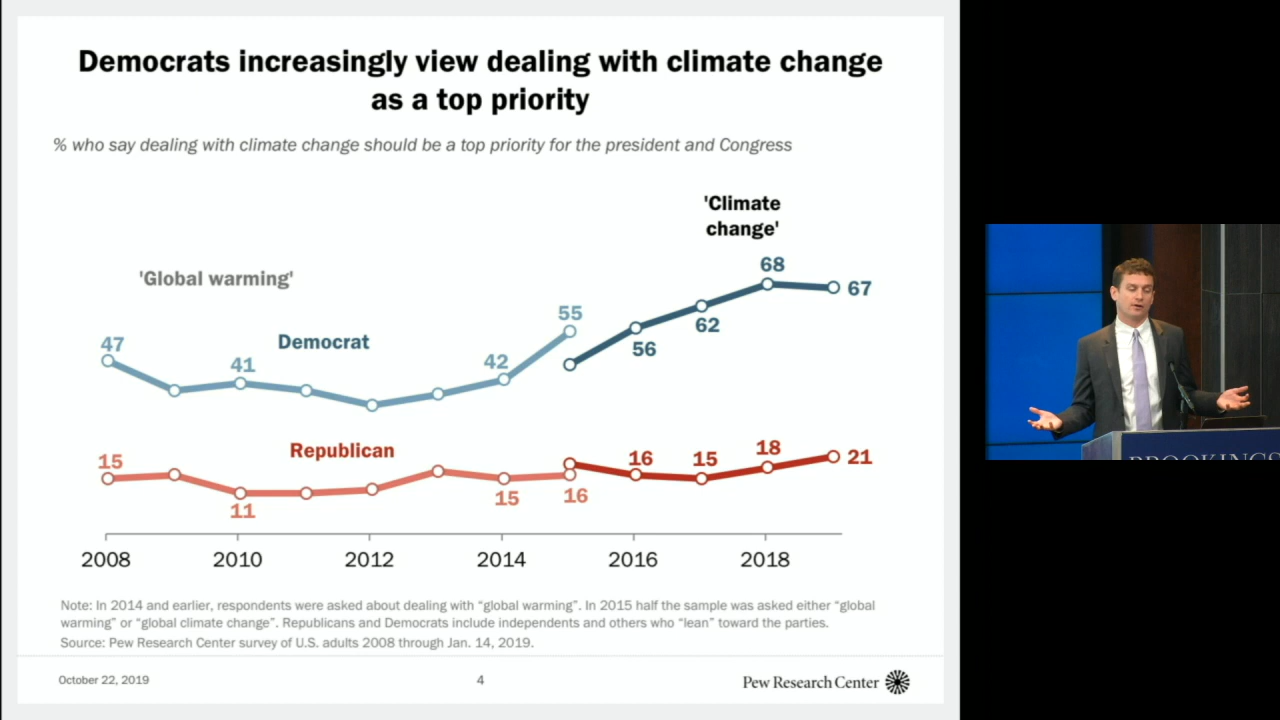 Democrats increasingly view dealing with climate change
as a top priority
% who say dealing with climate change should be a top priority for the president and Congress
'Climate
change'
68
67
'Global warming'
62
55
56
Democrat
47
41
42
Republican
15
11
15
16
16
15
18
21
2008 2010 2012 2014 2016 2018
Note: In 2014 and earlier, respondents were asked about dealing with “global warming”. In 2015 half the sample was asked either “global
warming” or “global climate change”. Republicans and Democrats include independents and others who “lean” toward the parties.
Source: Pew Research Center survey of U.S. adults 2008 through Jan. 14, 2019.
October 22, 2019 4 Pew Research Center
BROOKINGS